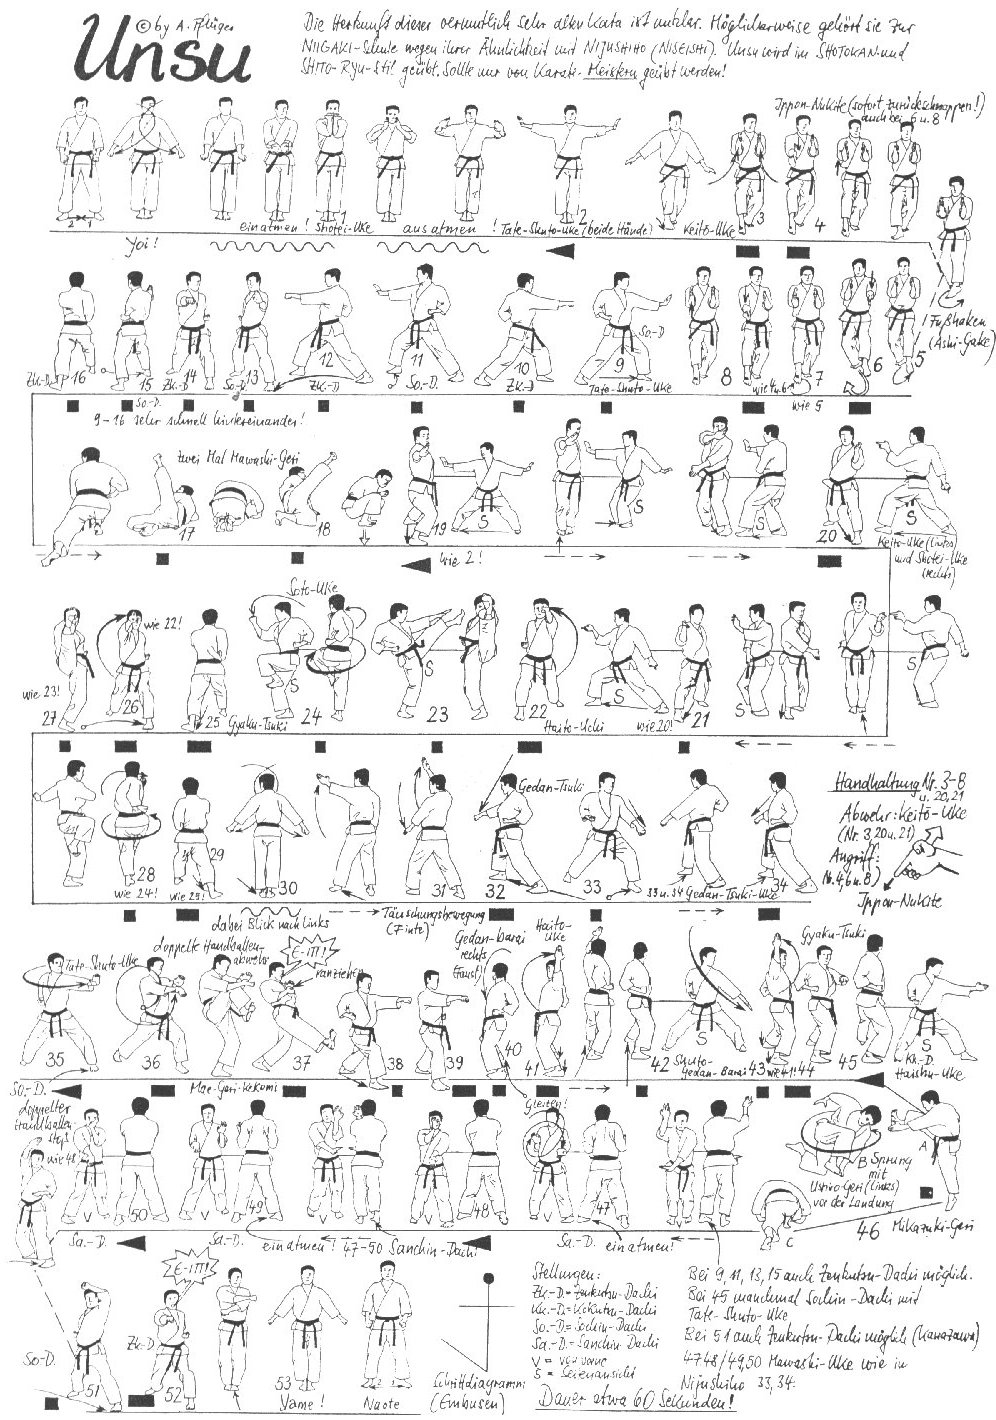 Unsu
© by A. Pflüger
Die Herkunft dieser vermutlich sehr alten Kata ist unklar. Möglicherweise gehört sie zur
NIIGAKI-Schule wegen ihrer Ähnlichkeit mit NIJUSHIHO (NISEISHI). Unsu wird im SHOTOKAN- und
SHITO-Ryu-Stil geübt. Sollte nur von Karate-Meistern geübt werden!
Ippon-Nukite (sofort zurückschnappen!)
auch bei 6 u. 8
2 1
Yoi!
einatmen!
1
Shotei-Uke
ausatmen!
2
Tate-Shuto-Uke (beide Hände)
Keito-Uke
3
4
Fußhaken
(Ashi-Gake)
5
wie 5
6
7
wie 4 u. 6
8
So.-D
9
Tate-Shuto-Uke
10
Zk.-D
11
So.-D.
12
Zk.-D
13
So.-D
14
Zk.-D
15
So.-D.
16
Zk.-D.
9-16 sehr schnell hintereinander!
zwei Mal Mawashi-Geri
17
18
19
wie 2!
S
S
S
20
S
Keito-Uke (links)
und Shotei-Uke
(rechts)
S
S
21
wie 20!
S
Haito-Uchi
22
23
S
Soto-Uke
24
S
Gyaku-Tsuki
25
wie 22!
26
wie 23!
27
28
wie 24!
29
wie 25!
30
dabei Blick nach links
Täuschungsbewegung
(Finte)
31
32
Gedan-Tsuki
33
33 u. 34 Gedan-Tsuki-Uke
34
Handhaltung Nr. 3-8
u. 20, 21
Abwehr: Keito-Uke
(Nr. 3, 20 u. 21)
Angriff:
Nr. 4, 6 u. 8)
Ippon-Nukite
Tate-Shuto-Uke
35
So.-D.
doppelte Handballen-
abwehr
36
E-IT!!
ranziehen
37
Mae-Geri-Kekomi
38
39
Gedan-barai
rechts
(Faust)
40
Haito-
Uke
41
Gleiten!
42
S
Shuto-
Gedan-Barai
43
wie 41!
44
Gyaku-Tsuki
45
S
Kk.-D.
Haishu-Uke
A
B
C
Sprung
mit
Ushiro-Geri (links)
vor der Landung
46
Mikazuki-Geri
47
einatmen!
Sa.-D.
48
47-50 Sanchin-Dachi
49
einatmen!
Sa.-D.
50
Sa.-D.
V
V
V
V
doppelter
Handballen-
stoß
wie 48
So.-D.
51
E-IT!!
Zk.-D
52
53
Yame!
Naote
Schrittdiagramm
(Embusen)
Stellungen:
Zk.-D. = Zenkutsu-Dachi
Kk.-D. = Kokutsu-Dachi
So.-D. = Sochin-Dachi
Sa.-D. = Sanchin Dachi
V = von vorne
S = Seitenansicht
Dauer etwa 60 Sekunden!
Bei 9, 11, 13, 15 auch Zenkutsu-Dachi möglich.
Bei 45 manchmal Sochin-Dachi mit
Tate-Shuto-Uke
Bei 51 auch Zenkutsu-Dachi möglich (Kanazawa)
47 48 / 49, 50 Mawashi-Uke wie in
Nijushiho 33, 34.